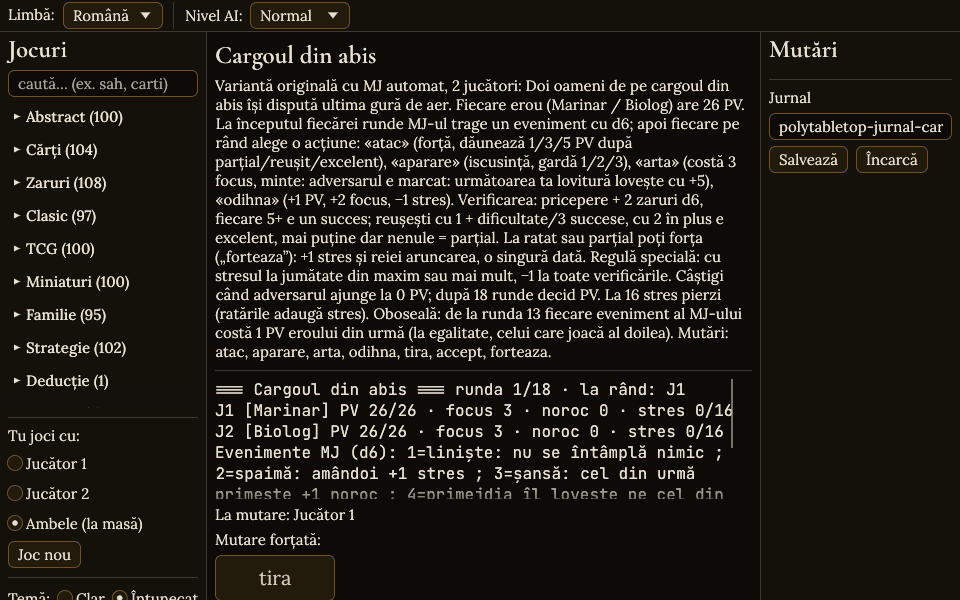 Limbă: Română ▼ Nivel AI: Normal ▼
Jocuri
caută... (ex. sah, carti)
▸ Abstract (100)
▸ Cărți (104)
▸ Zaruri (108)
▸ Clasic (97)
▸ TCG (100)
▸ Miniaturi (100)
▸ Familie (95)
▸ Strategie (102)
▸ Deducție (1)
Tu joci cu:
Jucător 1
Jucător 2
Ambele (la masă)
Joc nou
Temă: Clar Întunecat
Cargoul din abis
Variantă originală cu MJ automat, 2 jucători: Doi oameni de pe cargoul din
abis își dispută ultima gură de aer. Fiecare erou (Marinar / Biolog) are 26 PV.
La începutul fiecărei runde MJ-ul trage un eveniment cu d6; apoi fiecare pe
rând alege o acțiune: «atac» (forță, dăunează 1/3/5 PV după
parțial/reușit/excelent), «aparare» (iscusință, gardă 1/2/3), «arta» (costă 3
focus, minte: adversarul e marcat: următoarea ta lovitură lovește cu +5),
«odihna» (+1 PV, +2 focus, −1 stres). Verificarea: pricepere + 2 zaruri d6,
fiecare 5+ e un succes; reușești cu 1 + dificultate/3 succese, cu 2 în plus e
excelent, mai puține dar nenule = parțial. La ratat sau parțial poți forța
(„forteaza”): +1 stres și reiei aruncarea, o singură dată. Regulă specială: cu
stresul la jumătate din maxim sau mai mult, −1 la toate verificările. Câștigi
când adversarul ajunge la 0 PV; după 18 runde decid PV. La 16 stres pierzi
(ratările adaugă stres). Oboseală: de la runda 13 fiecare eveniment al MJ-ului
costă 1 PV eroului din urmă (la egalitate, celui care joacă al doilea). Mutări:
atac, aparare, arta, odihna, tira, accept, forteaza.
═══ Cargoul din abis ═══ runda 1/18 · la rând: J1
J1 [Marinar] PV 26/26 · focus 3 · noroc 0 · stres 0/16
J2 [Biolog] PV 26/26 · focus 3 · noroc 0 · stres 0/16
Evenimente MJ (d6): 1=liniște: nu se întâmplă nimic ;
2=spaimă: amândoi +1 stres ; 3=șansă: cel din urmă
primește +1 noroc ; 4=primejdia îl lovește pe cel din
La mutare: Jucător 1
Mutare forțată:
tira
Mutări
Jurnal
polytabletop-jurnal-car
Salvează Încarcă